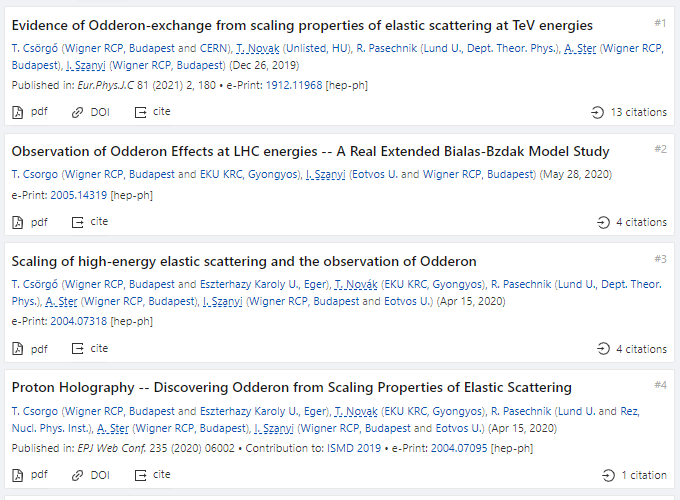 Evidence of Odderon-exchange from scaling properties of elastic scattering at TeV energies #1
T. Csörgő (Wigner RCP, Budapest and CERN), T. Novak (Unlisted, HU), R. Pasechnik (Lund U., Dept. Theor. Phys.), A. Ster (Wigner RCP,
Budapest), I. Szanyi (Wigner RCP, Budapest) (Dec 26, 2019)
Published in: Eur.Phys.J.C 81 (2021) 2, 180 • e-Print: 1912.11968 [hep-ph]
pdf DOI cite 13 citations
Observation of Odderon Effects at LHC energies -- A Real Extended Bialas-Bzdak Model Study #2
T. Csorgo (Wigner RCP, Budapest and EKU KRC, Gyongyos), I. Szanyi (Eotvos U. and Wigner RCP, Budapest) (May 28, 2020)
e-Print: 2005.14319 [hep-ph]
pdf cite 4 citations
Scaling of high-energy elastic scattering and the observation of Odderon #3
T. Csörgő (Wigner RCP, Budapest and Eszterhazy Karoly U., Eger), T. Novák (EKU KRC, Gyongyos), R. Pasechnik (Lund U., Dept. Theor.
Phys.), A. Ster (Wigner RCP, Budapest), I. Szanyi (Wigner RCP, Budapest and Eotvos U.) (Apr 15, 2020)
e-Print: 2004.07318 [hep-ph]
pdf cite 4 citations
Proton Holography -- Discovering Odderon from Scaling Properties of Elastic Scattering #4
T. Csorgo (Wigner RCP, Budapest and Eszterhazy Karoly U., Eger), T. Novak (EKU KRC, Gyongyos), R. Pasechnik (Lund U. and Rez,
Nucl. Phys. Inst.), A. Ster (Wigner RCP, Budapest), I. Szanyi (Wigner RCP, Budapest and Eotvos U.) (Apr 15, 2020)
Published in: EPJ Web Conf. 235 (2020) 06002 • Contribution to: ISMD 2019 • e-Print: 2004.07095 [hep-ph]
pdf DOI cite 1 citation